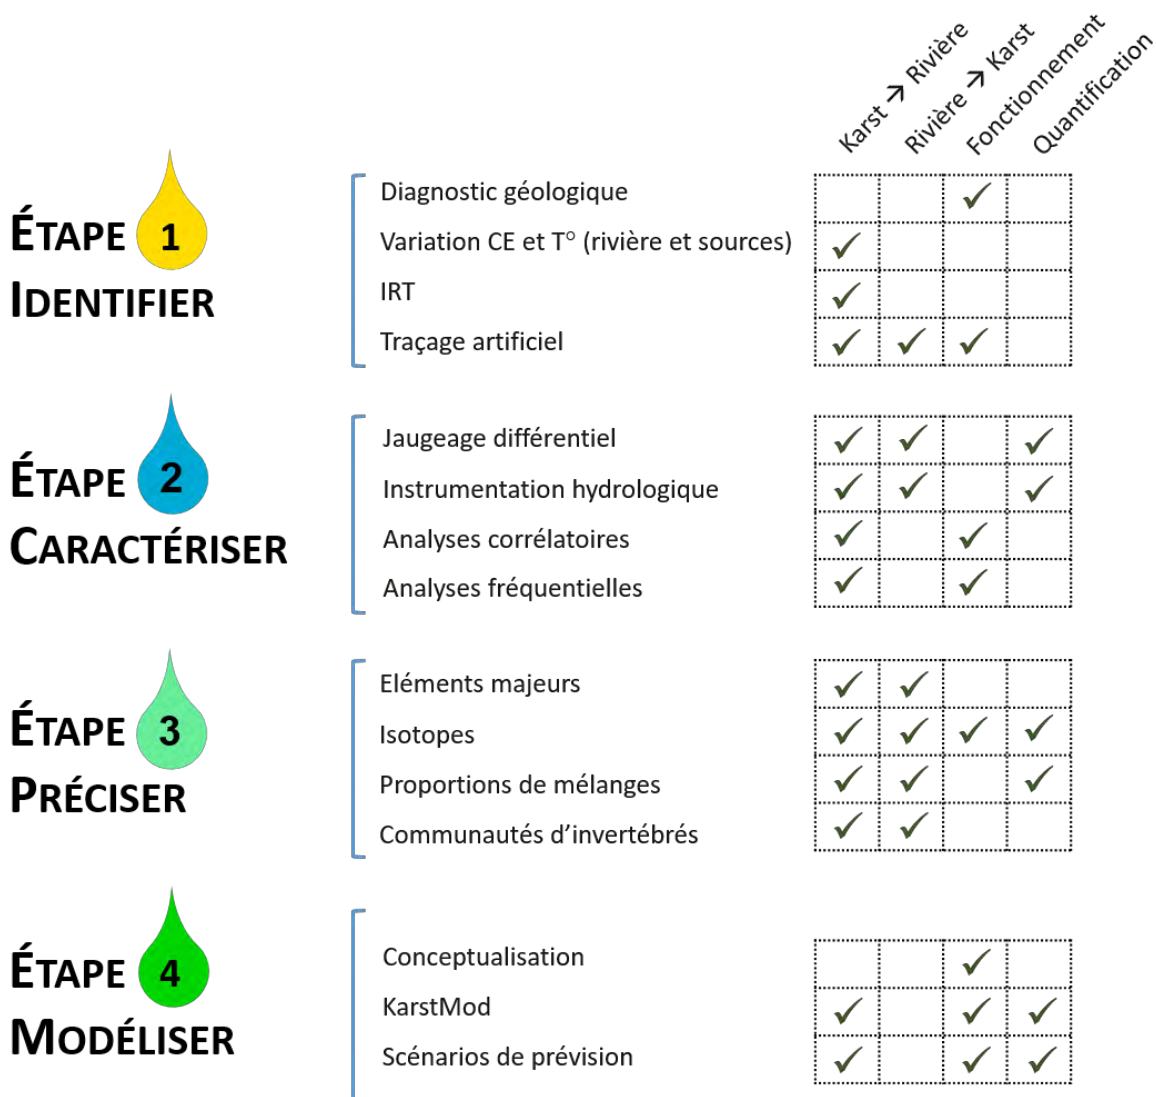 Karst → Rivière
Rivière → Karst
Fonctionnement
Quantification
ÉTAPE 1
IDENTIFIER
Diagnostic géologique ✓
Variation CE et T° (rivière et sources) ✓
IRT ✓
Traçage artificiel ✓ ✓ ✓
ÉTAPE 2
CARACTÉRISER
Jaugeage différentiel ✓ ✓ ✓
Instrumentation hydrologique ✓ ✓ ✓
Analyses corrélatoires ✓ ✓
Analyses fréquentielles ✓ ✓
ÉTAPE 3
PRÉCISER
Eléments majeurs ✓ ✓
Isotopes ✓ ✓ ✓ ✓
Proportions de mélanges ✓ ✓ ✓
Communautés d’invertébrés ✓ ✓
ÉTAPE 4
MODÉLISER
Conceptualisation ✓
KarstMod ✓ ✓ ✓
Scénarios de prévision ✓ ✓ ✓